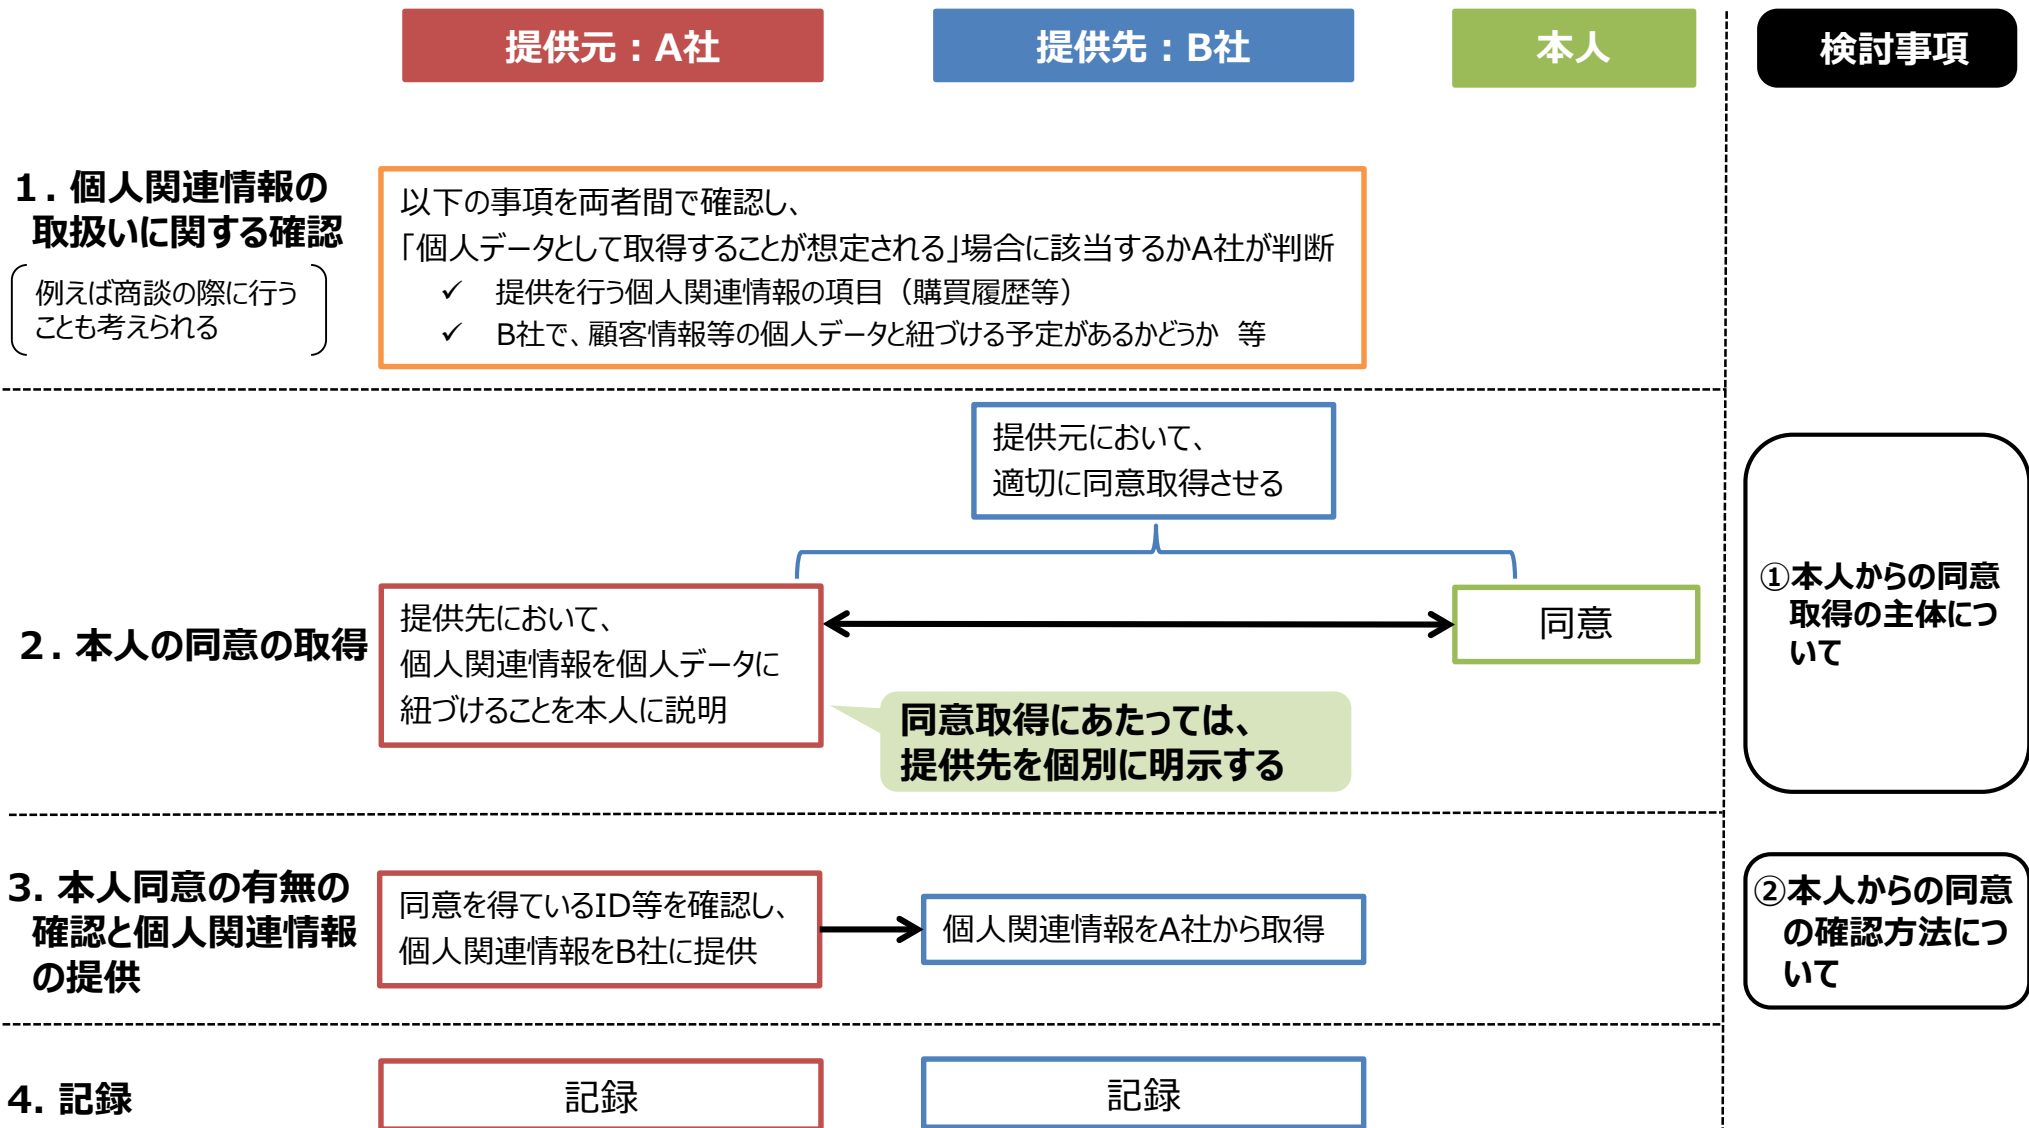 提供元：A社
提供先：B社
本人
検討事項
１. 個人関連情報の
取扱いに関する確認
例えば商談の際に行う
ことも考えられる
以下の事項を両者間で確認し、
「個人データとして取得することが想定される」場合に該当するかA社が判断
✓ 提供を行う個人関連情報の項目（購買履歴等）
✓ B社で、顧客情報等の個人データと紐づける予定があるかどうか 等
２. 本人の同意の取得
提供元において、
適切に同意取得させる
提供先において、
個人関連情報を個人データに
紐づけることを本人に説明
同意
同意取得にあたっては、
提供先を個別に明示する
①本人からの同意
取得の主体につ
いて
3. 本人同意の有無の
確認と個人関連情報
の提供
同意を得ているID等を確認し、
個人関連情報をB社に提供
個人関連情報をA社から取得
②本人からの同意
の確認方法につ
いて
4. 記録
記録
記録